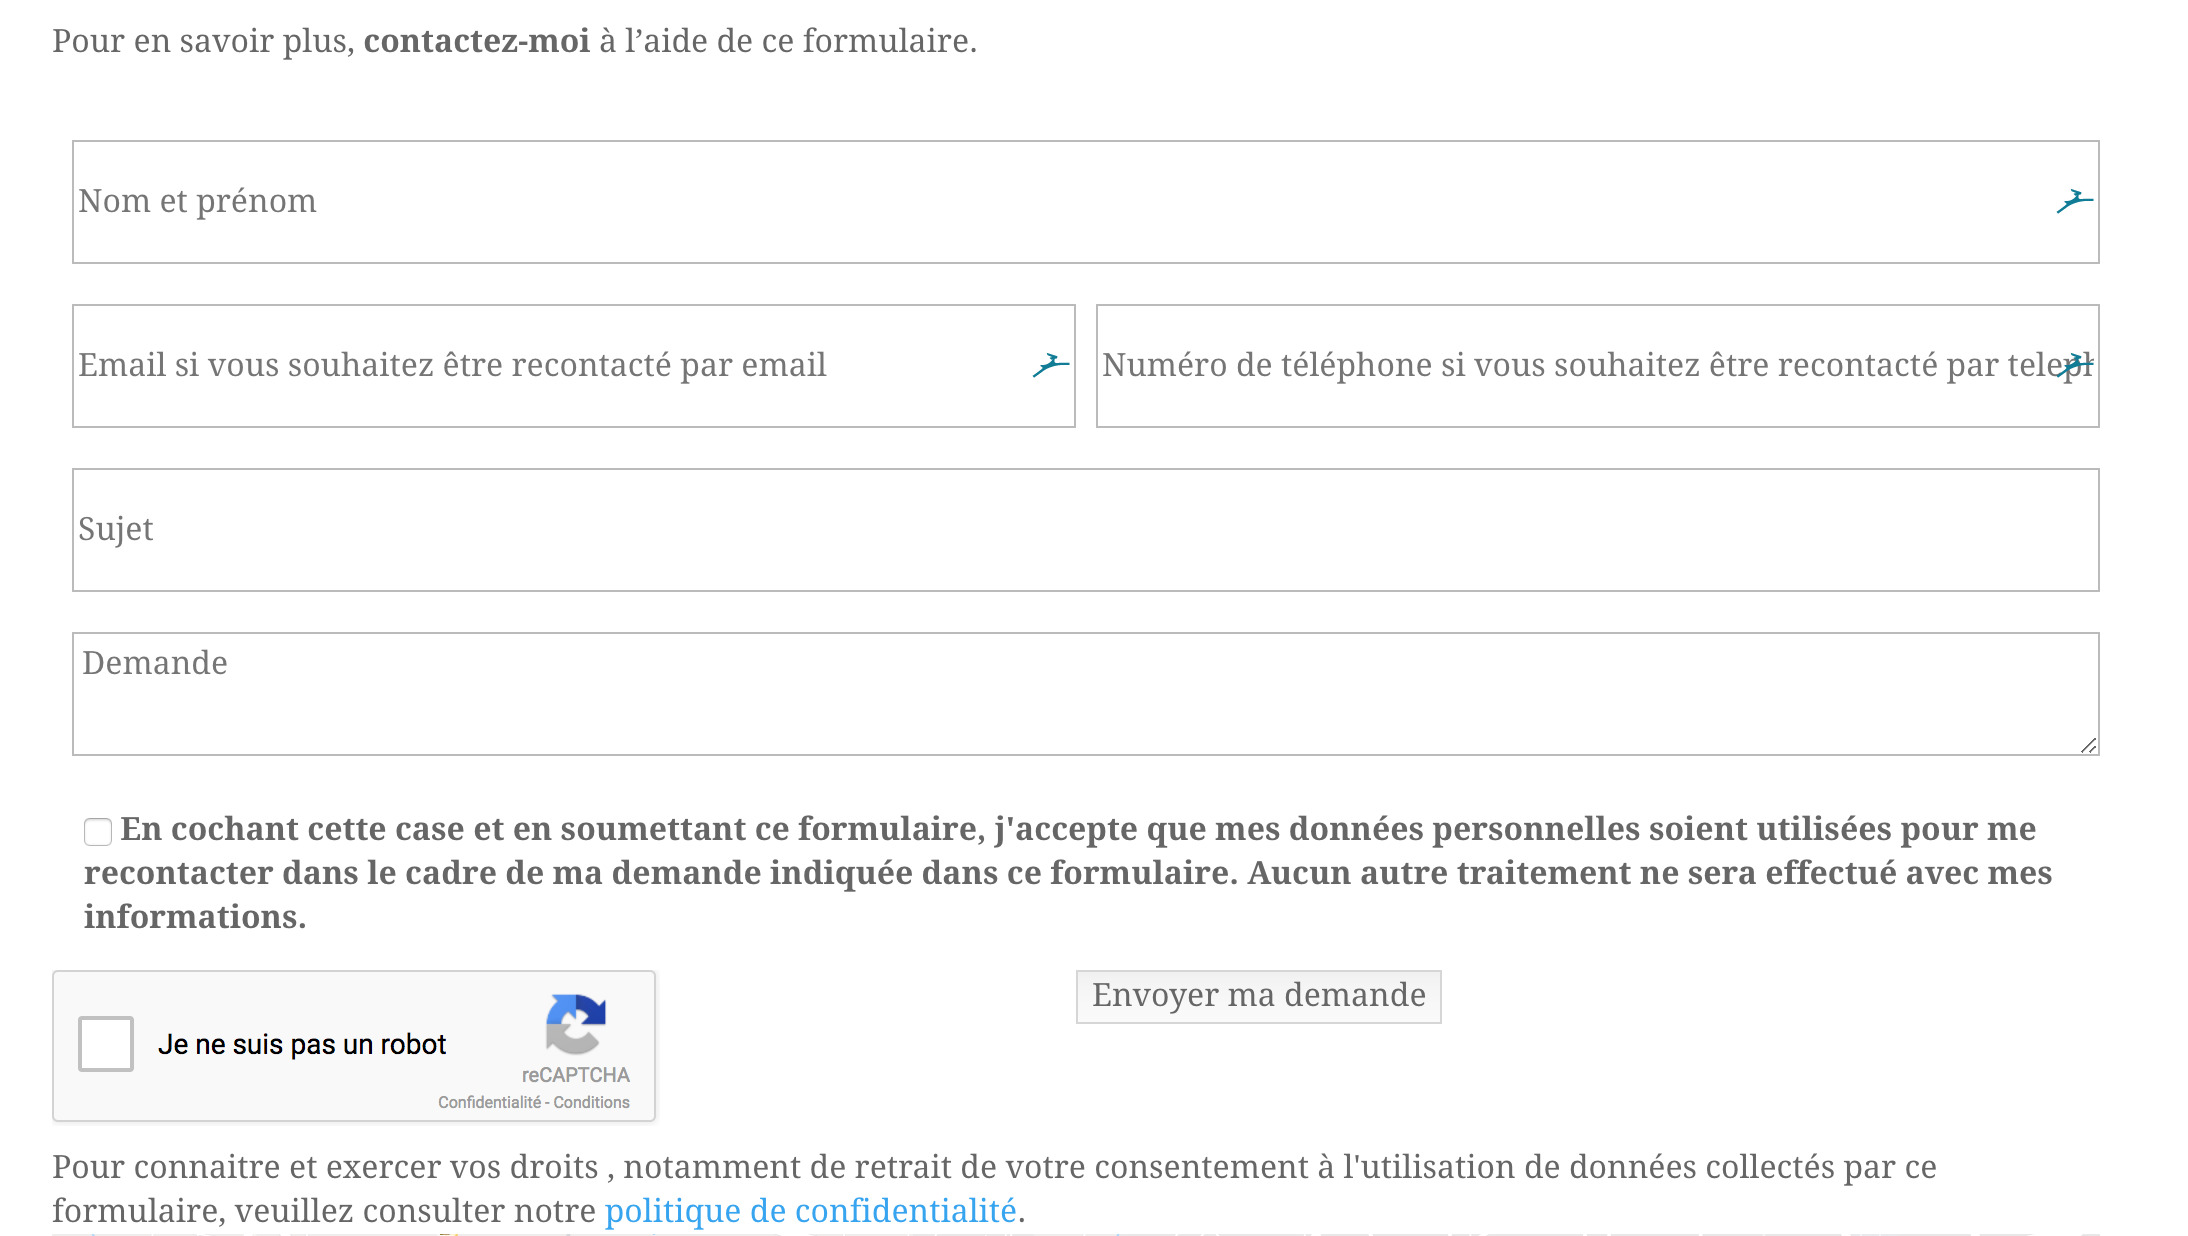 Pour en savoir plus, contactez-moi à l’aide de ce formulaire.
Nom et prénom
Email si vous souhaitez être recontacté par email
Numéro de téléphone si vous souhaitez être recontacté par
Sujet
Demande
En cochant cette case et en soumettant ce formulaire, j'accepte que mes données personnelles soient utilisées pour me
recontacter dans le cadre de ma demande indiquée dans ce formulaire. Aucun autre traitement ne sera effectué avec mes
informations.
Je ne suis pas un robot
reCAPTCHA
Confidentialité - Conditions
Envoyer ma demande
Pour connaitre et exercer vos droits , notamment de retrait de votre consentement à l'utilisation de données collectés par ce
formulaire, veuillez consulter notre politique de confidentialité.